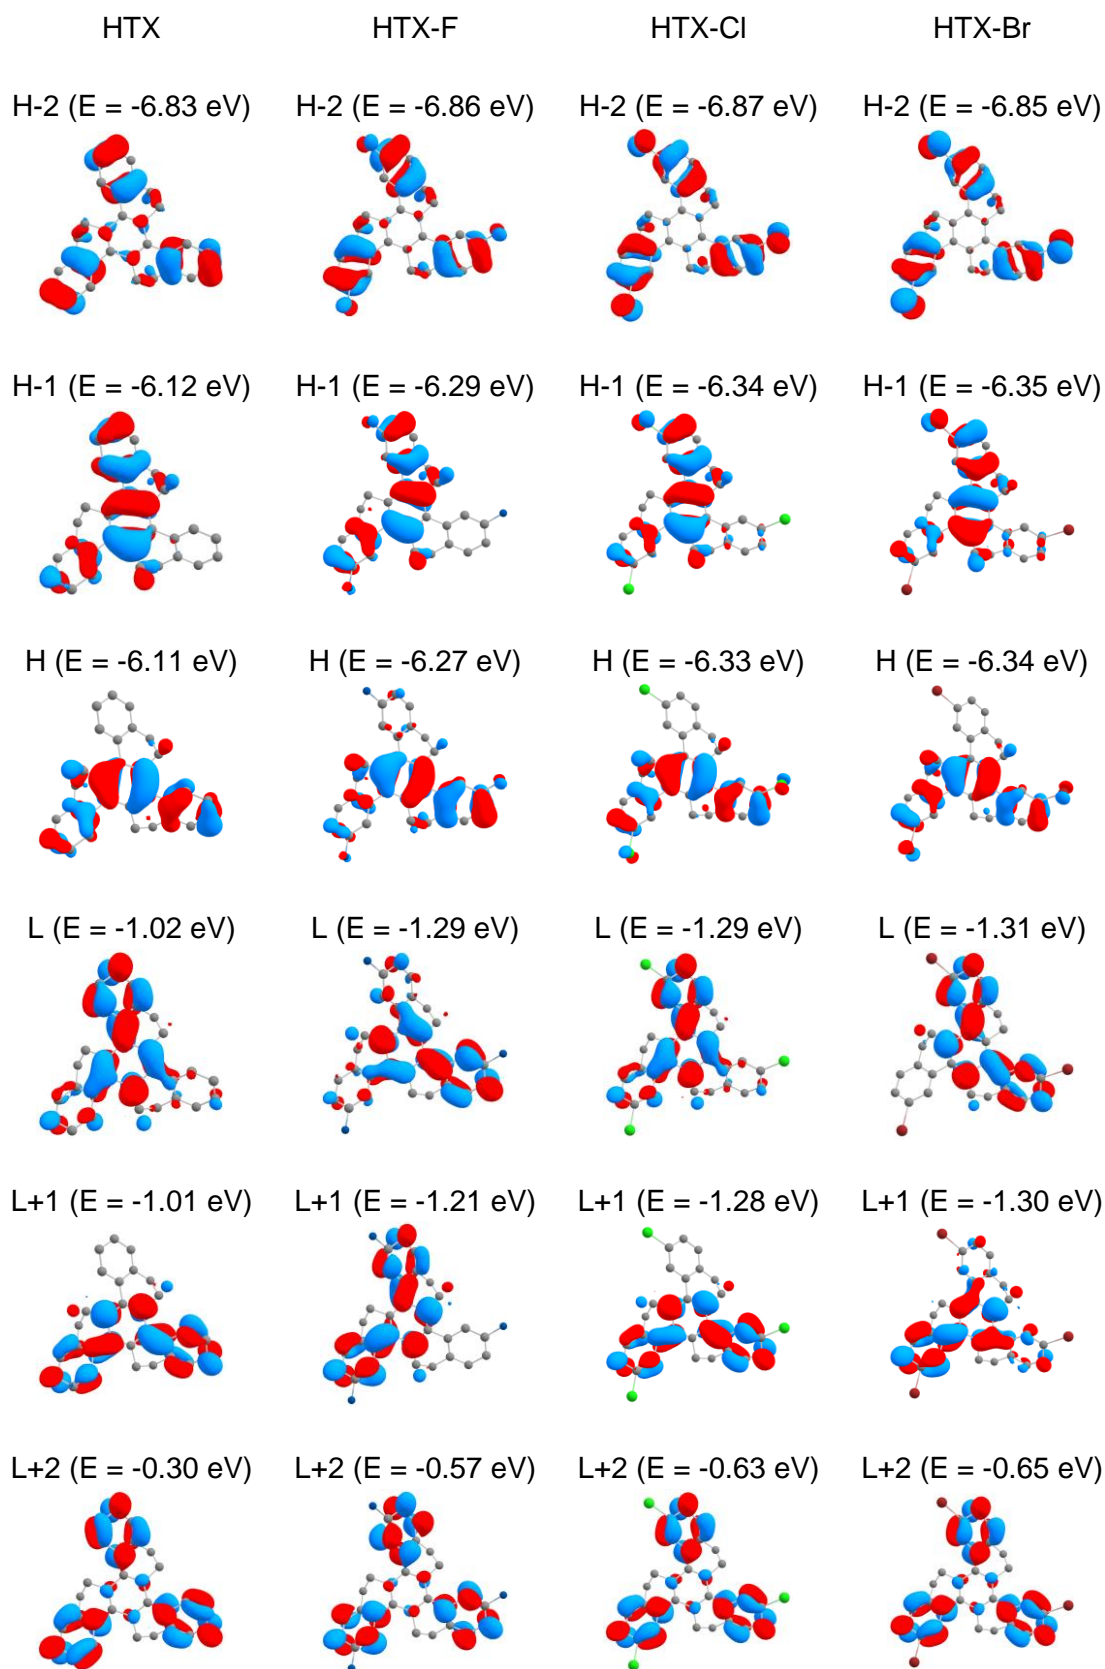 HTX HTX-F HTX-Cl HTX-Br
H-2 (E = -6.83 eV) H-2 (E = -6.86 eV) H-2 (E = -6.87 eV) H-2 (E = -6.85 eV)
H-1 (E = -6.12 eV) H-1 (E = -6.29 eV) H-1 (E = -6.34 eV) H-1 (E = -6.35 eV)
H (E = -6.11 eV) H (E = -6.27 eV) H (E = -6.33 eV) H (E = -6.34 eV)
L (E = -1.02 eV) L (E = -1.29 eV) L (E = -1.29 eV) L (E = -1.31 eV)
L+1 (E = -1.01 eV) L+1 (E = -1.21 eV) L+1 (E = -1.28 eV) L+1 (E = -1.30 eV)
L+2 (E = -0.30 eV) L+2 (E = -0.57 eV) L+2 (E = -0.63 eV) L+2 (E = -0.65 eV)